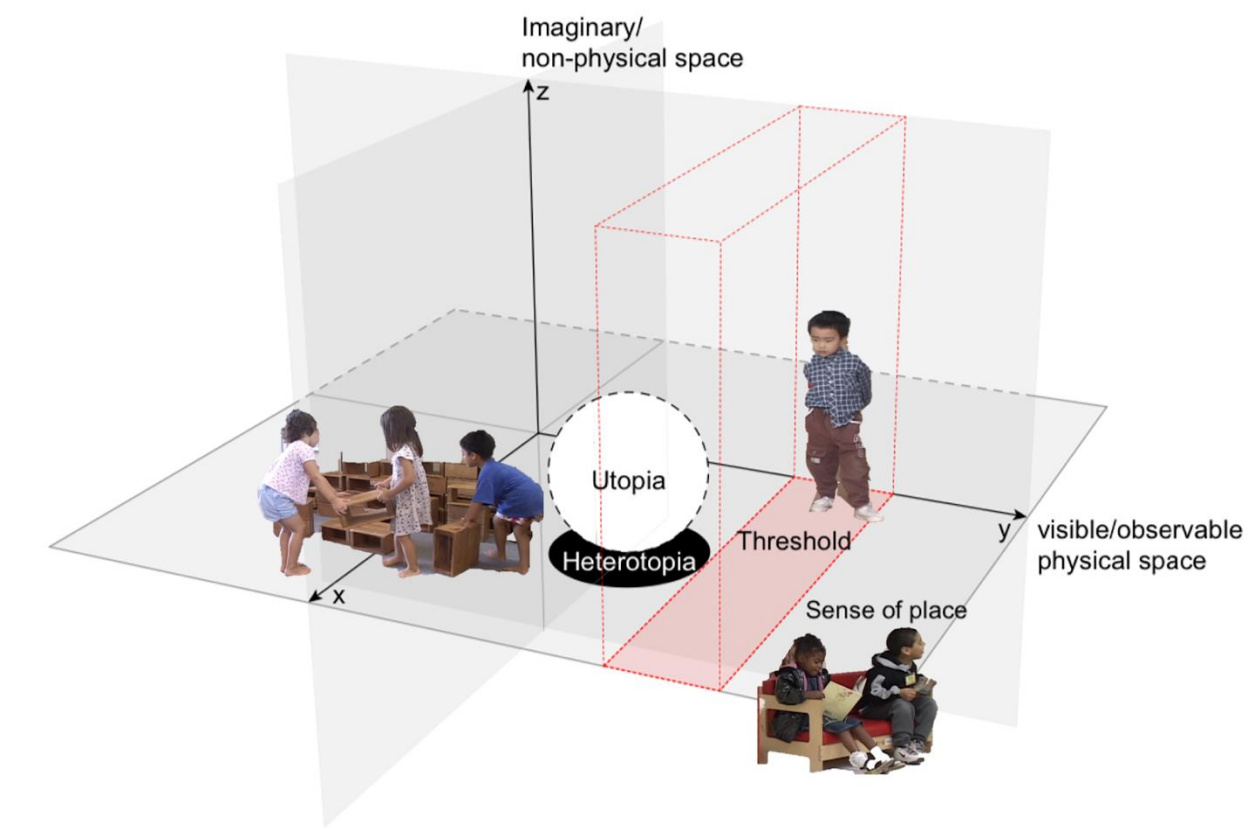 Imaginary/
non-physical space
z
Utopia
Heterotopia
Threshold
y
visible/observable
physical space
x
Sense of place